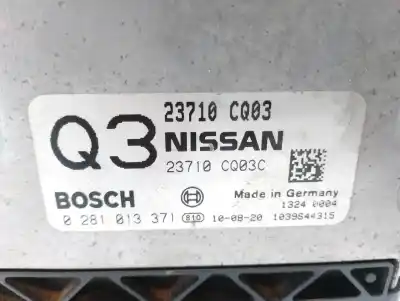 23710 CQ03
Q3 NISSAN
23710 CQ03C
BOSCH Made in Germany
1324 0004
0 281 013 371 810 10-08-20 1039S44315